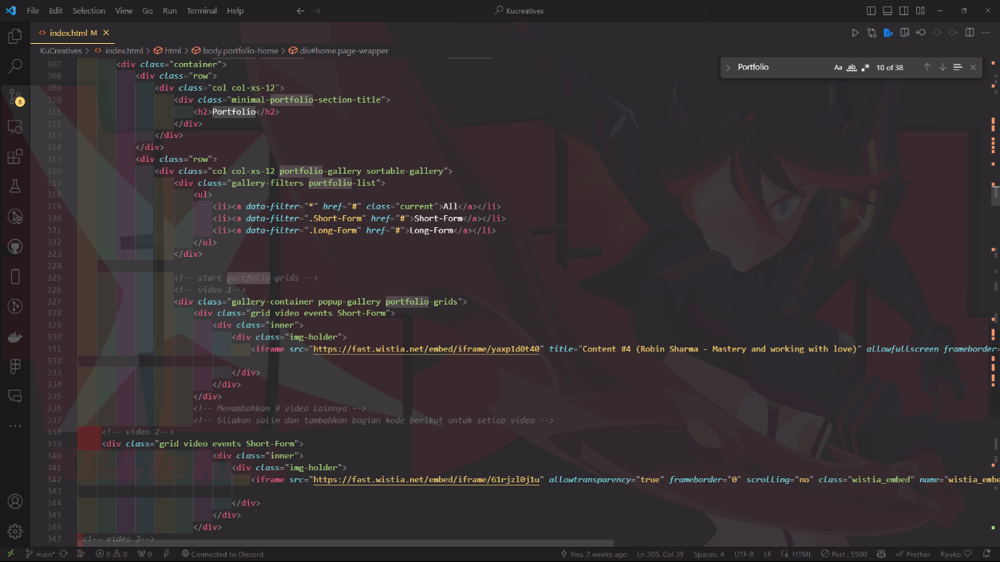 File Edit Selection View Go Run Terminal Help
Kucreatives
index.html M
KuCreatives > index.html > html > body.portfolio-home > div#home.page-wrapper
Portfolio
Aa ab .* 10 of 38
8
307 <div class="container">
308 <div class="row">
309 <div class="col col-xs-12">
310 <div class="minimal-portfolio-section-title">
311 <h2>Portfolio</h2>
312 </div>
313 </div>
314 </div>
315 <div class="row">
316 <div class="col col-xs-12 portfolio-gallery sortable-gallery">
317 <div class="gallery-filters portfolio-list">
318 <ul>
319 <li><a data-filter="*" href="#" class="current">All</a></li>
320 <li><a data-filter=".Short-Form" href="#">Short-Form</a></li>
321 <li><a data-filter=".Long-Form" href="#">Long-Form</a></li>
322 </ul>
323 </div>
324
325 <!-- start portfolio-grids -->
326 <!-- video 1-->
327 <div class="gallery-container popup-gallery portfolio-grids">
328 <div class="grid video events Short-Form">
329 <div class="inner">
330 <div class="img-holder">
331 <iframe src="https://fast.wistia.net/embed/iframe/yaxp1d0t40" title="Content #4 (Robin Sharma - Mastery and working with love)" allowfullscreen frameborder=
332
333 </div>
334 </div>
335 </div>
336 <!-- Menambahkan 9 video lainnya -->
337 <!-- Silakan salin dan tambahkan bagian kode berikut untuk setiap video -->
338 <!-- video 2-->
339 <div class="grid video events Short-Form">
340 <div class="inner">
341 <div class="img-holder">
342 <iframe src="https://fast.wistia.net/embed/iframe/61rjzl0j1u" allowtransparency="true" frameborder="0" scrolling="no" class="wistia_embed" name="wistia_embe
343
344 </div>
345 </div>
346 </div>
347 <!-- video 3-->
main* 0 0 0 Connected to Discord You, 2 weeks ago Ln 305, Col 39 Spaces: 4 UTF-8 LF HTML Port : 5500 Prettier Ryuko